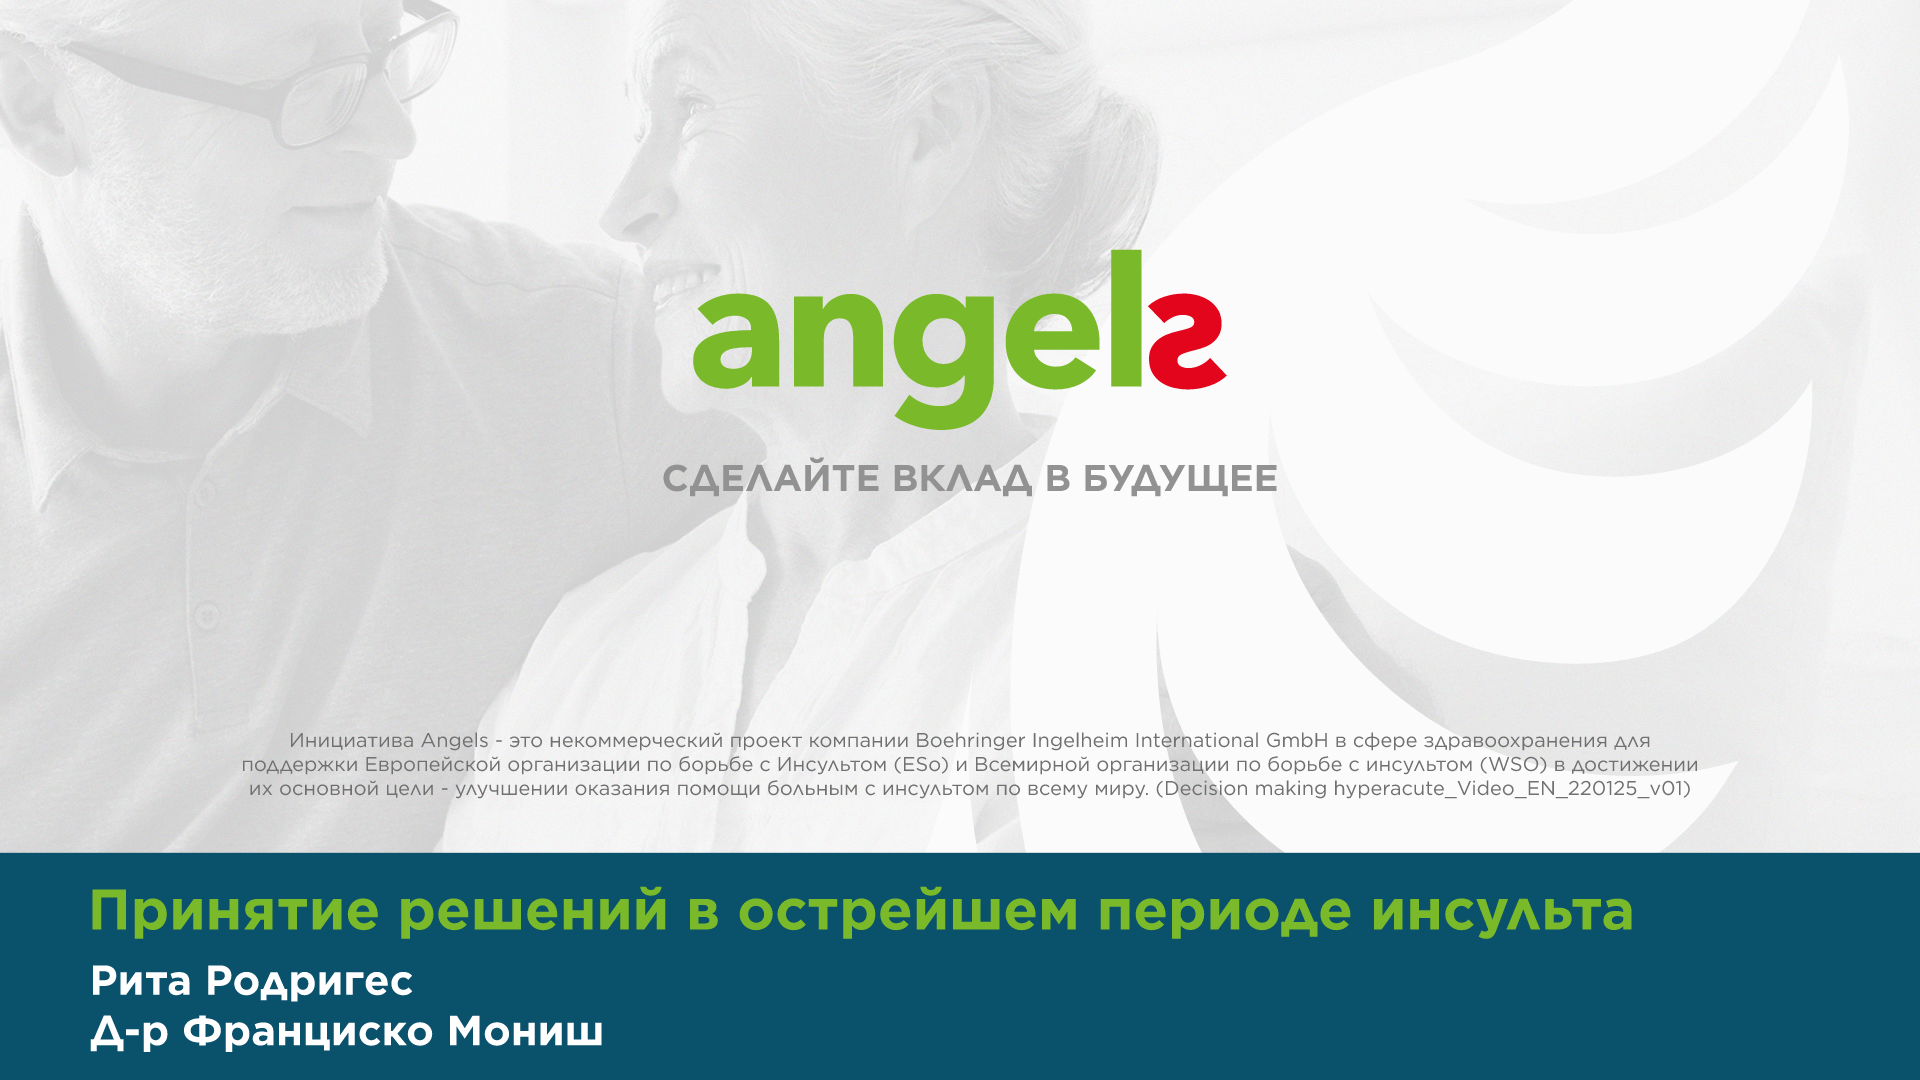 angels
СДЕЛАЙТЕ ВКЛАД В БУДУЩЕЕ
Инициатива Angels - это некоммерческий проект компании Boehringer Ingelheim International GmbH в сфере здравоохранения для
поддержки Европейской организации по борьбе с Инсультом (ESo) и Всемирной организации по борьбе с инсультом (WSO) в достижении
их основной цели - улучшении оказания помощи больным с инсультом по всему миру. (Decision making hyperacute_Video_EN_220125_v01)
Принятие решений в острейшем периоде инсульта
Рита Родригес
Д-р Франциско Мониш